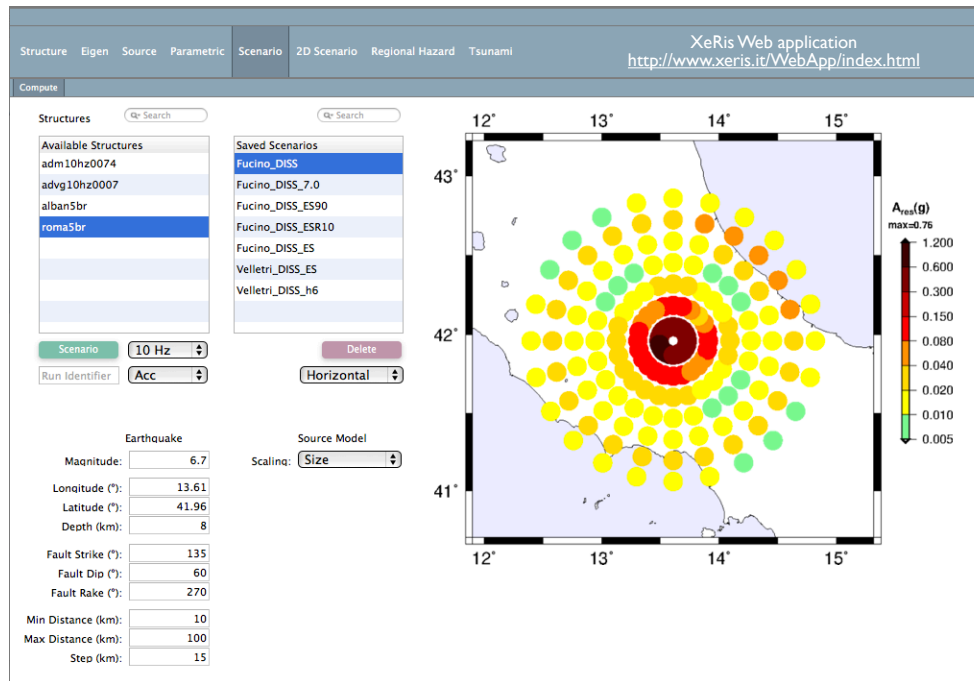 XeRis Web application
http://www.xeris.it/WebApp/index.html
Structure Eigen Source Parametric Scenario 2D Scenario Regional Hazard Tsunami
Compute
Structures
Search
Search
Available Structures
adm10hz0074
advg10hz0007
alban5br
roma5br
Saved Scenarios
Fucino_DISS
Fucino_DISS_7.0
Fucino_DISS_ES90
Fucino_DISS_ESR10
Fucino_DISS_ES
Velletri_DISS_ES
Velletri_DISS_h6
Scenario
10 Hz
Delete
Run Identifier
Acc
Horizontal
Earthquake
Magnitude: 6.7
Longitude (°): 13.61
Latitude (°): 41.96
Depth (km): 8
Fault Strike (°): 135
Fault Dip (°): 60
Fault Rake (°): 270
Min Distance (km): 10
Max Distance (km): 100
Step (km): 15
Source Model
Scaling: Size
12° 13° 14° 15°
43°
42°
41°
12° 13° 14° 15°
Ares(g)
max=0.76
1.200
0.600
0.300
0.150
0.080
0.040
0.020
0.010
0.005